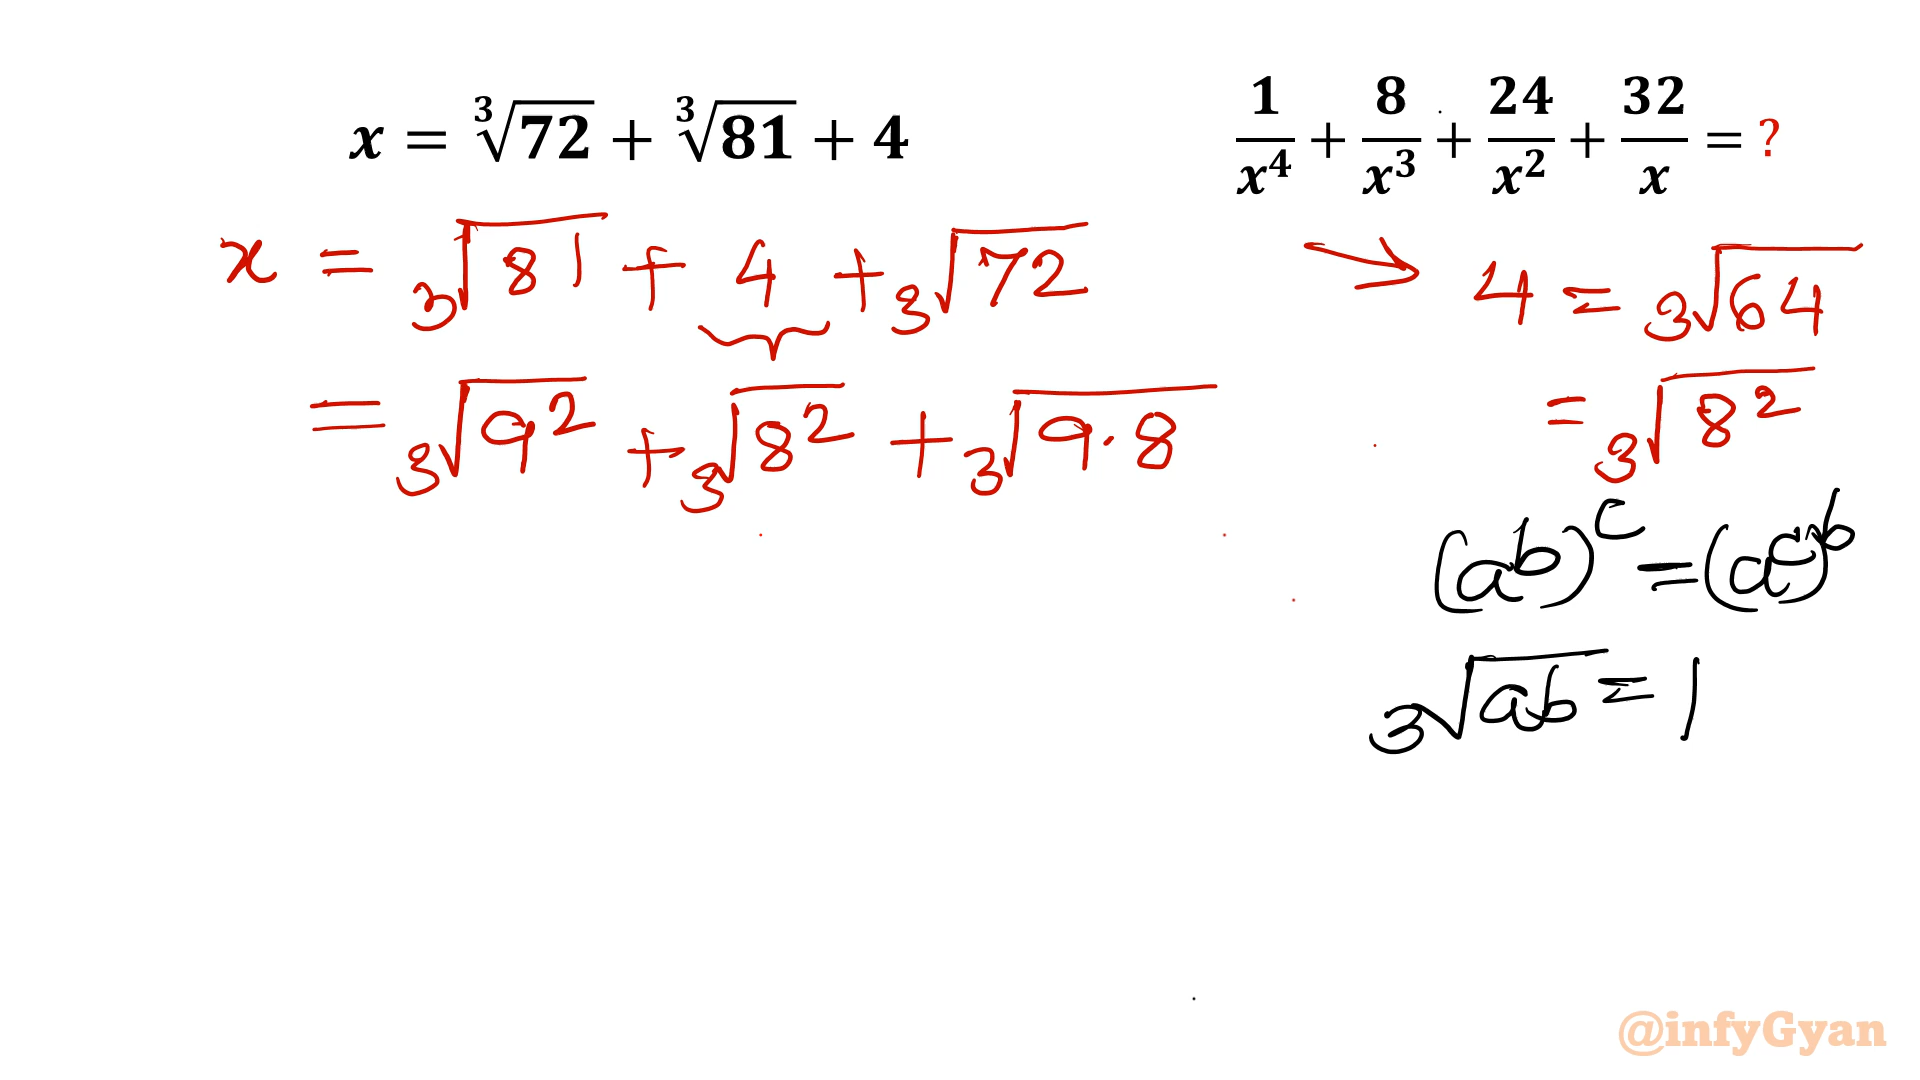 x = ∛72 + ∛81 + 4
1/x⁴ + 8/x³ + 24/x² + 32/x = ?
x = ∛81 + 4 + ∛72
→ 4 = ∛64
= ∛9² + ∛8² + ∛9·8
= ∛8²
(a^b)^c = (a^c)^b
∛ab = 1
@infyGyan